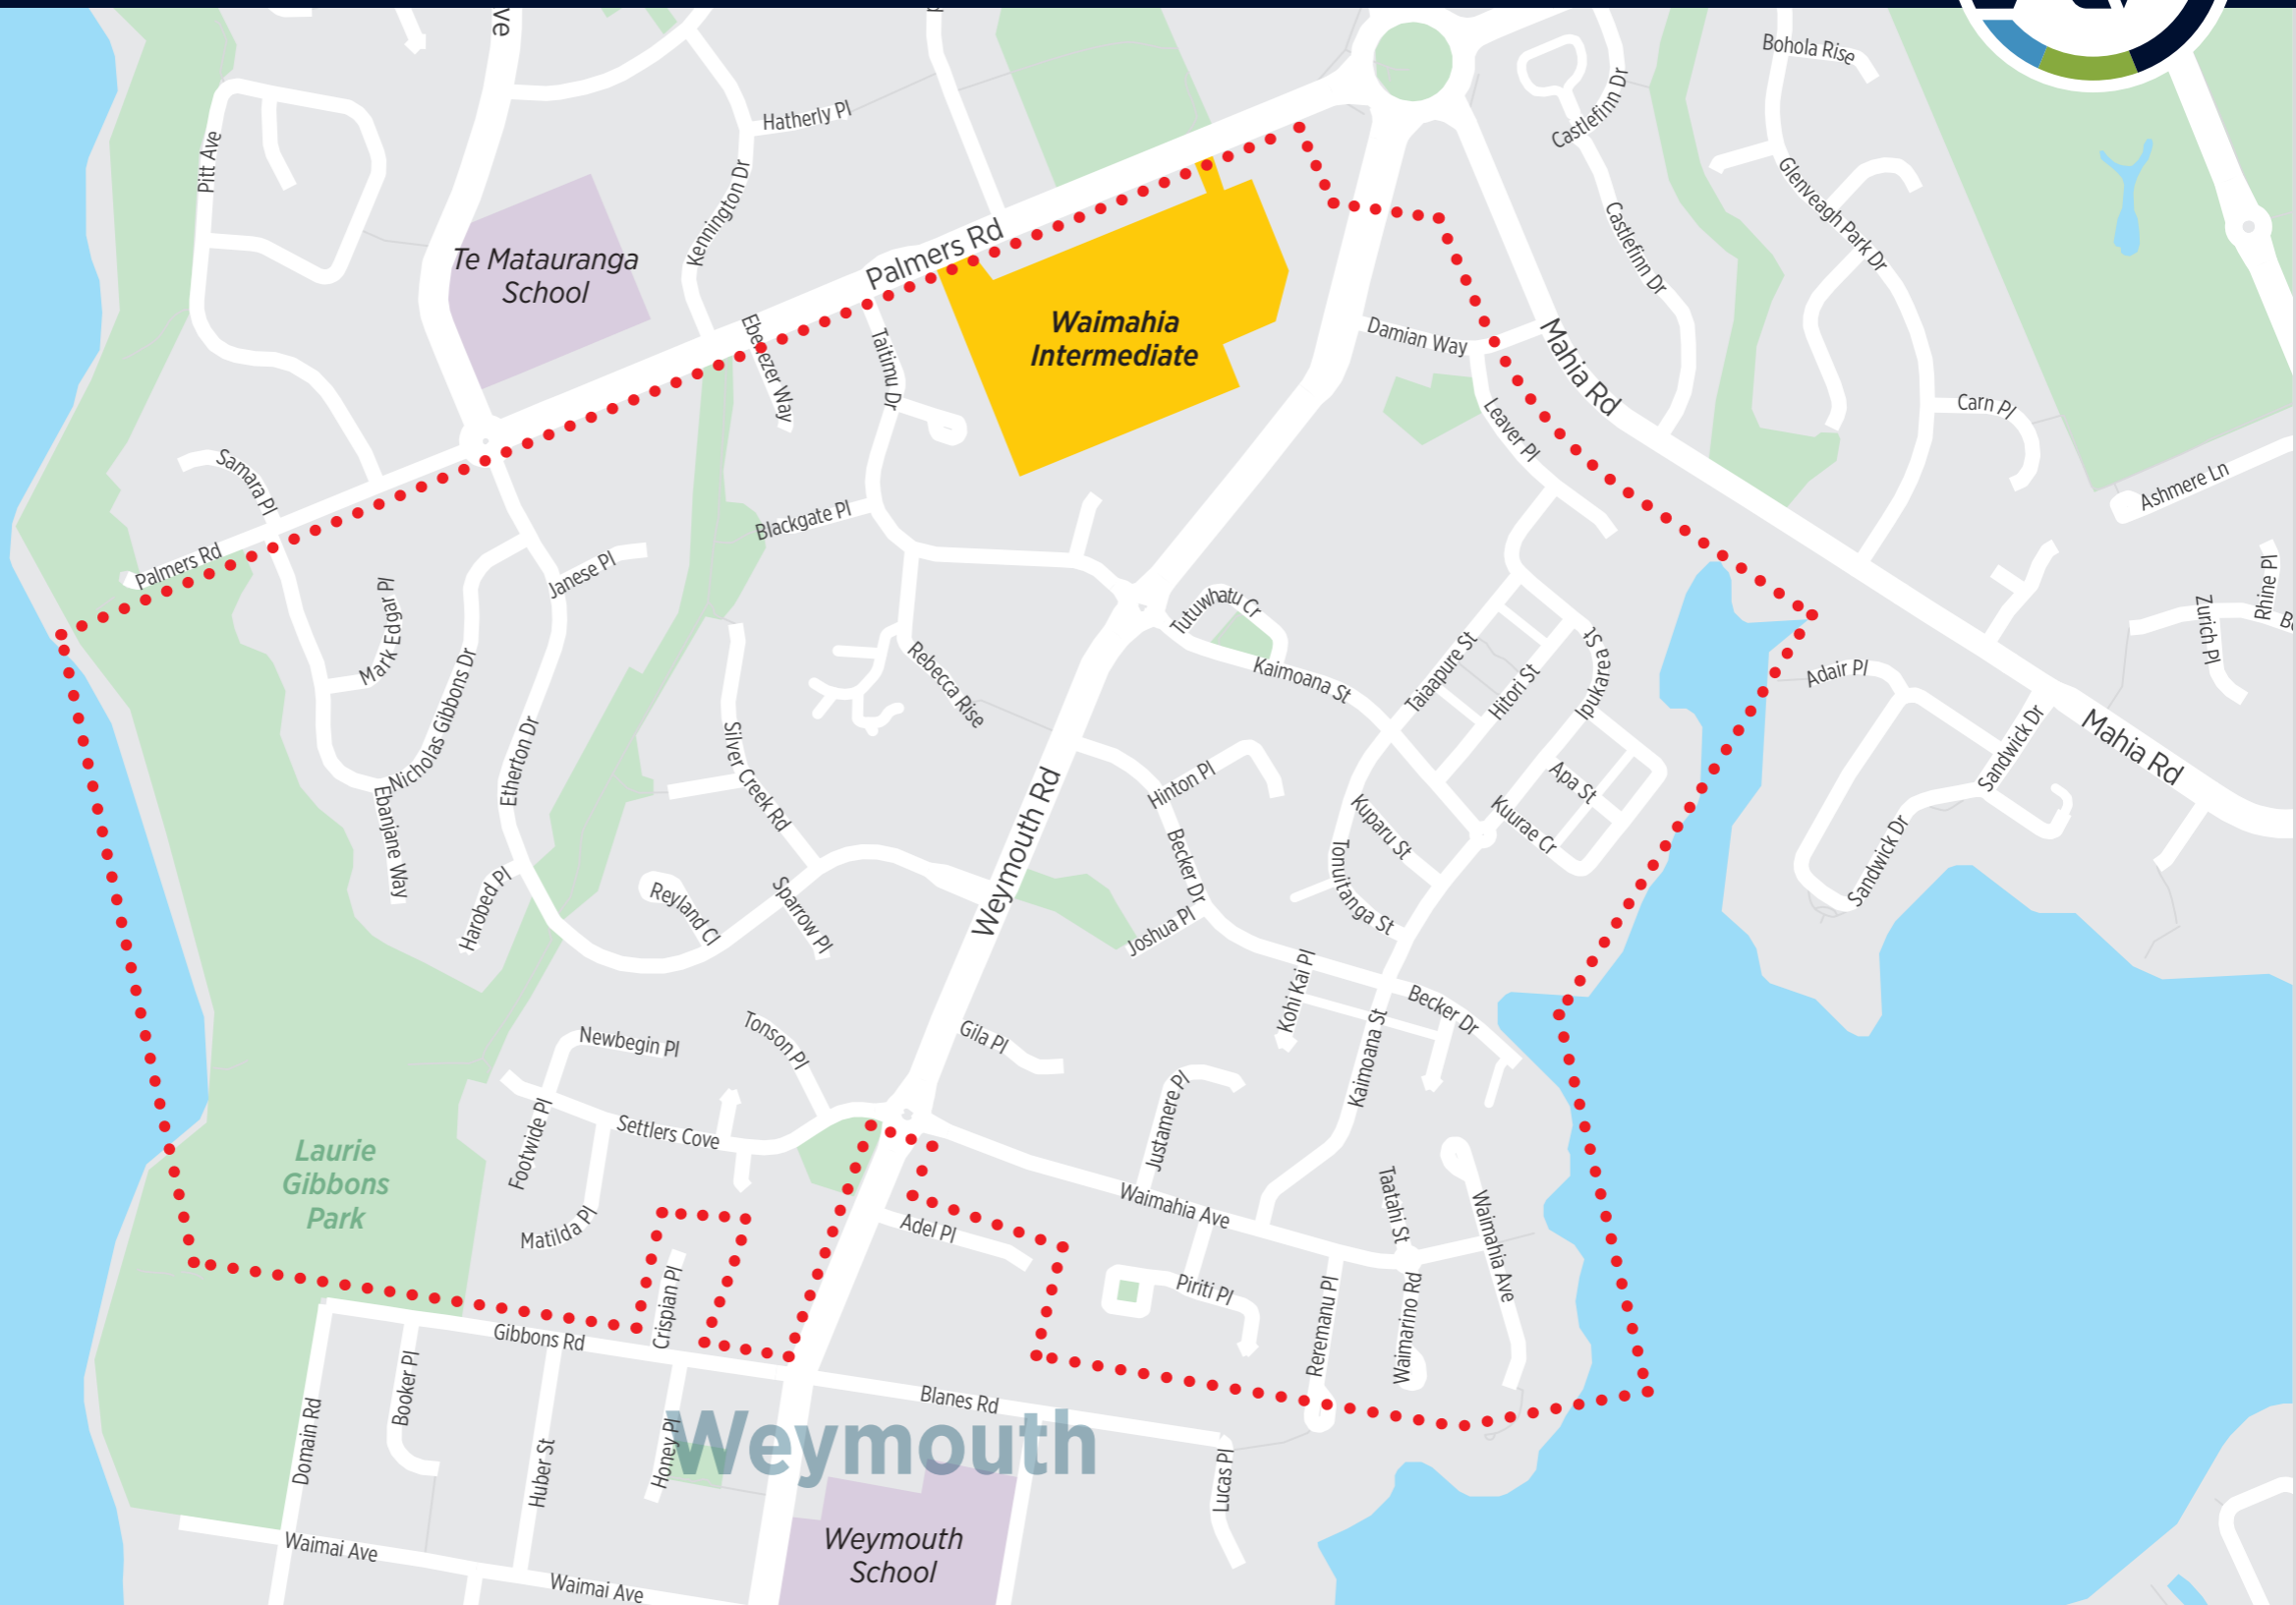 ve
Bohola Rise
Hatherly Pl
Castlefinn Dr
Pitt Ave
Kennington Dr
Glenveagh Park Dr
Castlefinn Dr
Te Matauranga
School
Palmers Rd
Waimahia
Intermediate
Damian Way
Mahia Rd
Ebenezer Way
Taitimu Dr
Leaver Pl
Carn Pl
Samara Pl
Ashmere Ln
Blackgate Pl
Palmers Rd
Janese Pl
Mark Edgar Pl
Tutuwhatu Cr
Rhine Pl
Zurich Pl
Nicholas Gibbons Dr
Rebecca Rise
Kaimoana St
Taiaapure St
Hitori St
Ipukarea St
Adair Pl
Sandwick Dr
Mahia Rd
Etherton Dr
Silver Creek Rd
Weymouth Rd
Hinton Pl
Apa St
Kuurae Cr
Kuparu St
Ebanjane Way
Becker Dr
Tonuitanga St
Sandwick Dr
Harobed Pl
Reyland Cl
Sparrow Pl
Joshua Pl
Kohi Kai Pl
Becker Dr
Newbegin Pl
Tonson Pl
Gila Pl
Kaimoana St
Footwide Pl
Settlers Cove
Justamere Pl
Laurie
Gibbons
Park
Matilda Pl
Adel Pl
Waimahia Ave
Taatahi St
Waimahia Ave
Crispian Pl
Piriti Pl
Reremanu Pl
Waimarino Rd
Gibbons Rd
Booker Pl
Blanes Rd
Domain Rd
Huber St
Honey Pl
Weymouth
Lucas Pl
Weymouth
School
Waimai Ave
Waimai Ave